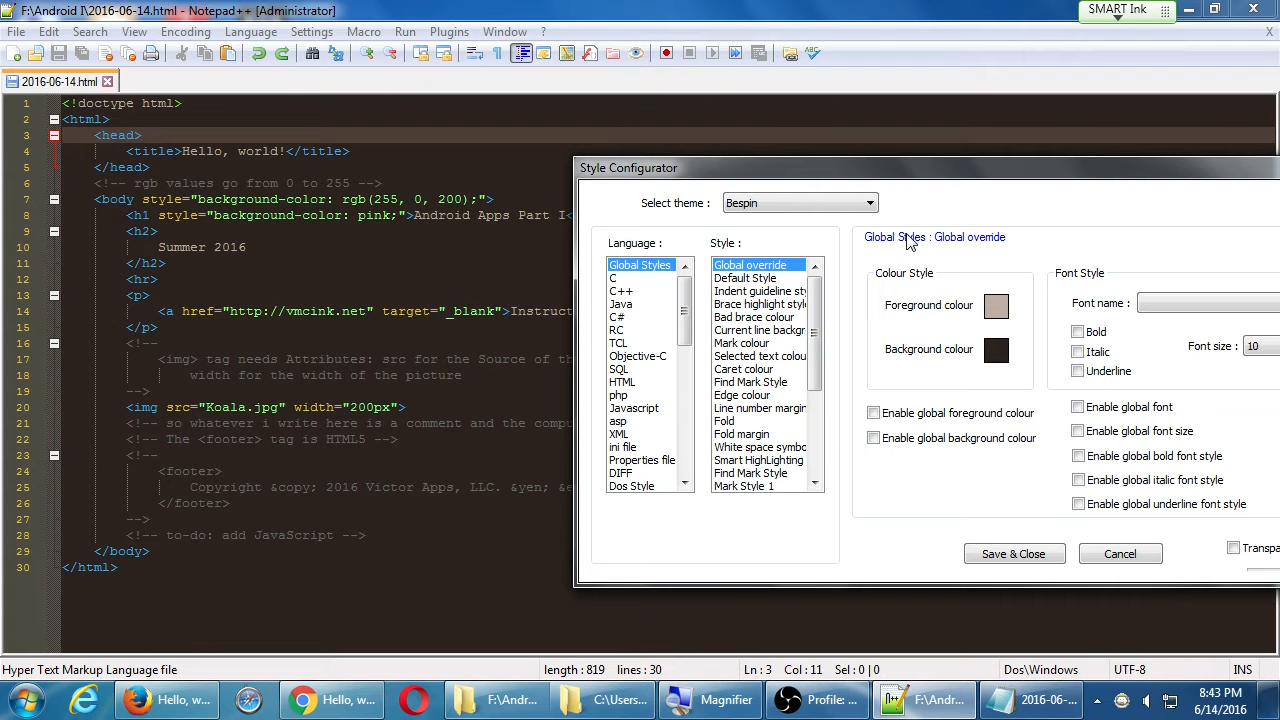 F:\Android I\2016-06-14.html - Notepad++ [Administrator]
SMART Ink
File Edit Search View Encoding Language Settings Macro Run Plugins Window ? X
2016-06-14.html
1 <!doctype html>
2 <html>
3 <head>
4 <title>Hello, world!</title>
5 </head>
6 <!-- rgb values go from 0 to 255 -->
7 <body style="background-color: rgb(255, 0, 200);">
8 <h1 style="background-color: pink;">Android Apps Part I<
9 <h2>
10 Summer 2016
11 </h2>
12 <hr>
13 <p>
14 <a href="http://vmcink.net" target="_blank">Instruct
15 </p>
16 <!--
17 <img> tag needs Attributes: src for the Source of th
18 width for the width of the picture
19 -->
20 <img src="Koala.jpg" width="200px">
21 <!-- so whatever i write here is a comment and the compu
22 <!-- The <footer> tag is HTML5 -->
23 <!--
24 <footer>
25 Copyright &copy; 2016 Victor Apps, LLC. &yen; &e
26 </footer>
27 -->
28 <!-- to-do: add JavaScript -->
29 </body>
30 </html>
Style Configurator
Select theme : Bespin
Language :
Global Styles
C
C++
Java
C#
RC
TCL
Objective-C
SQL
HTML
php
Javascript
asp
XML
ini file
Properties file
DIFF
Dos Style
Style :
Global override
Default Style
Indent guideline sty
Brace highlight style
Bad brace colour
Current line backgr
Mark colour
Selected text colou
Caret colour
Find Mark Style
Edge colour
Line number margin
Fold
Fold margin
White space symbo
Smart HighLighting
Find Mark Style
Mark Style 1
Global Styles : Global override
Colour Style
Foreground colour
Background colour
Enable global foreground colour
Enable global background colour
Font Style
Font name :
Bold
Italic
Underline
Font size : 10
Enable global font
Enable global font size
Enable global bold font style
Enable global italic font style
Enable global underline font style
Save & Close
Cancel
Transpa
Hyper Text Markup Language file length : 819 lines : 30 Ln : 3 Col : 11 Sel : 0 | 0 Dos\Windows UTF-8 INS
Hello, w... Hello, w... F:\Andr... C:\Users... Magnifier Profile: ... F:\Andr... 2016-06-...
8:43 PM
6/14/2016